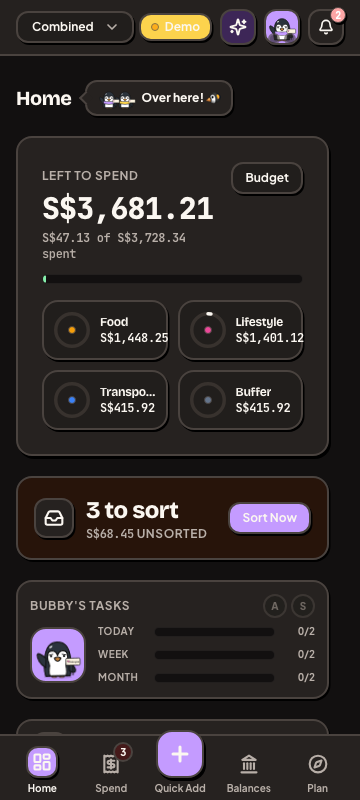 Combined
Demo
2
Home
Over here!
LEFT TO SPEND
Budget
S$3,681.21
S$47.13 of S$3,728.34
spent
Food
S$1,448.25
Lifestyle
S$1,401.12
Transpo...
S$415.92
Buffer
S$415.92
3 to sort
S$68.45 UNSORTED
Sort Now
BUBBY'S TASKS
A S
TODAY 0/2
WEEK 0/2
MONTH 0/2
3
Home
Spend
Quick Add
Balances
Plan